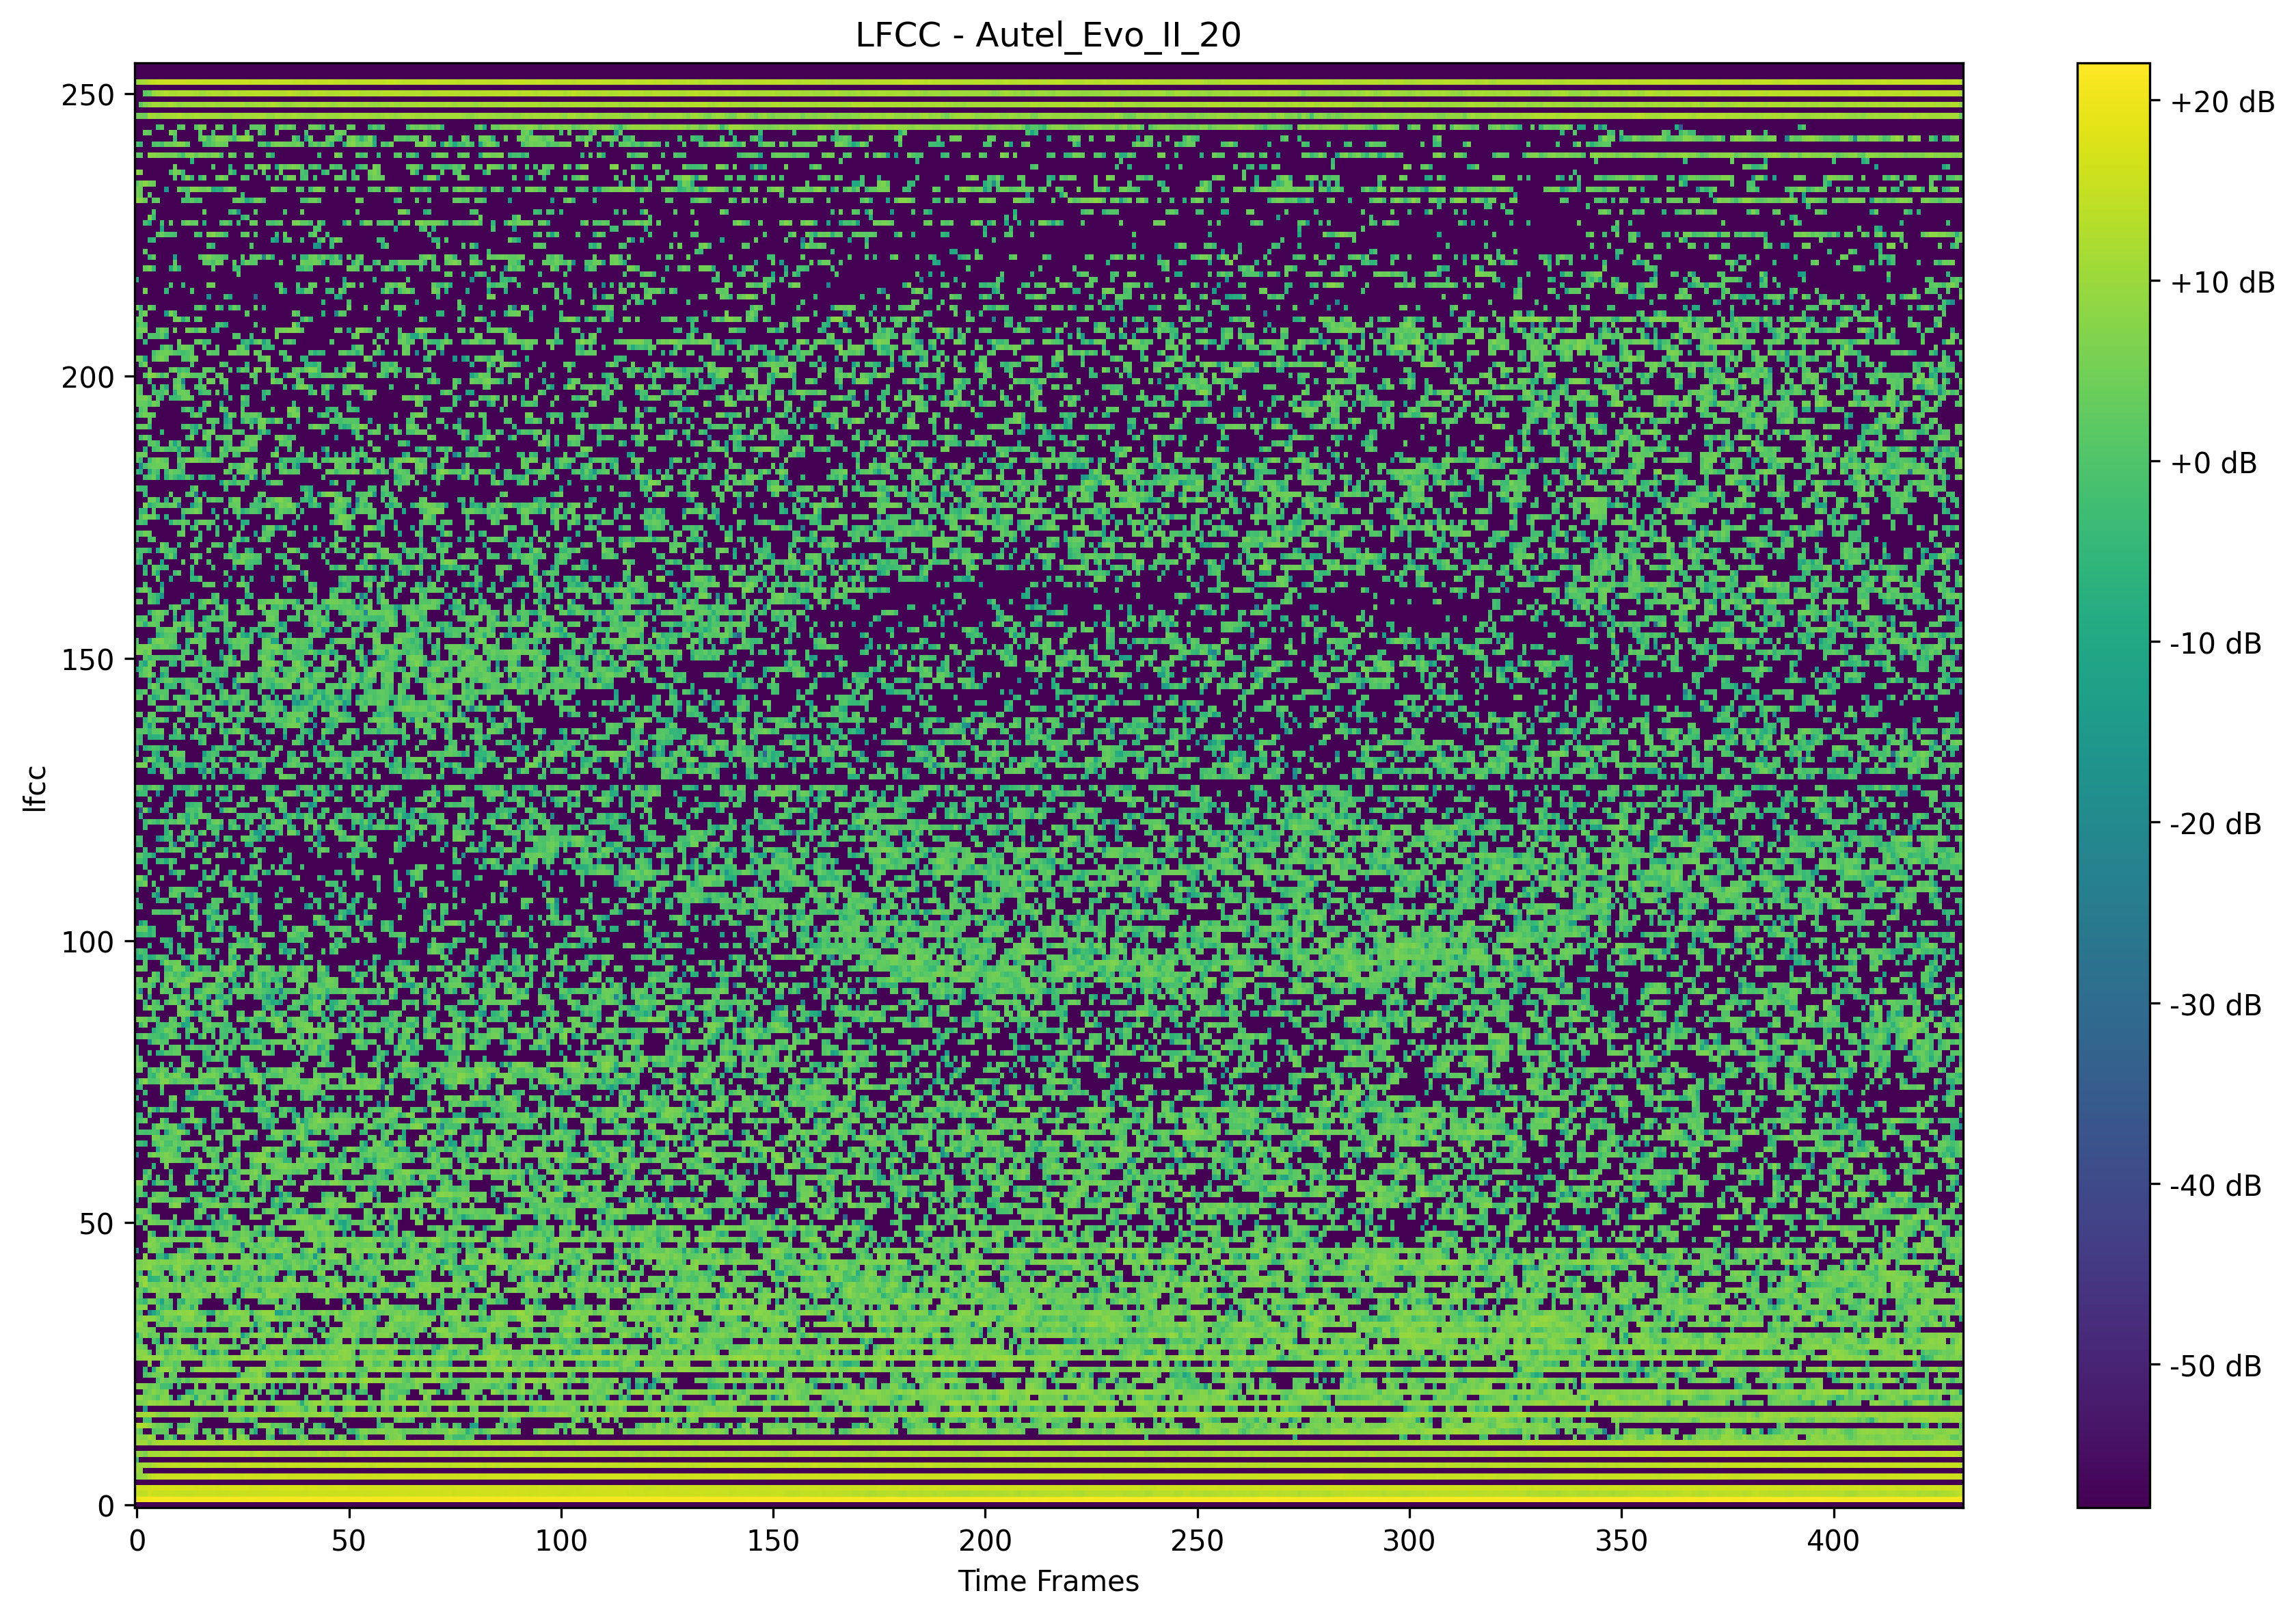 LFCC - Autel_Evo_II_20
lfcc
250
200
150
100
50
0
0 50 100 150 200 250 300 350 400
Time Frames
+20 dB
+10 dB
+0 dB
-10 dB
-20 dB
-30 dB
-40 dB
-50 dB